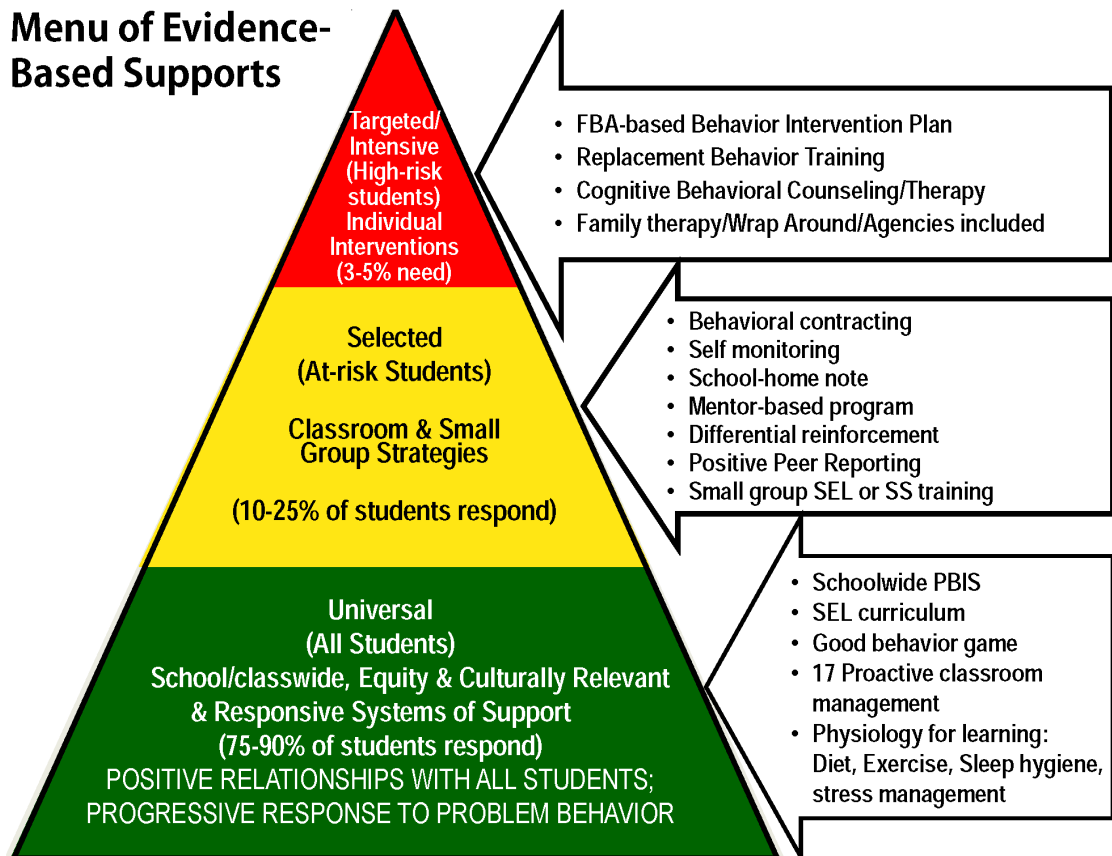 Menu of Evidence-
Based Supports
Targeted/
Intensive
(High-risk
students)
Individual
Interventions
(3-5% need)
• FBA-based Behavior Intervention Plan
• Replacement Behavior Training
• Cognitive Behavioral Counseling/Therapy
• Family therapy/Wrap Around/Agencies included
Selected
(At-risk Students)
Classroom & Small
Group Strategies
(10-25% of students respond)
• Behavioral contracting
• Self monitoring
• School-home note
• Mentor-based program
• Differential reinforcement
• Positive Peer Reporting
• Small group SEL or SS training
Universal
(All Students)
School/classwide, Equity & Culturally Relevant
& Responsive Systems of Support
(75-90% of students respond)
POSITIVE RELATIONSHIPS WITH ALL STUDENTS;
PROGRESSIVE RESPONSE TO PROBLEM BEHAVIOR
• Schoolwide PBIS
• SEL curriculum
• Good behavior game
• 17 Proactive classroom
management
• Physiology for learning:
Diet, Exercise, Sleep hygiene,
stress management